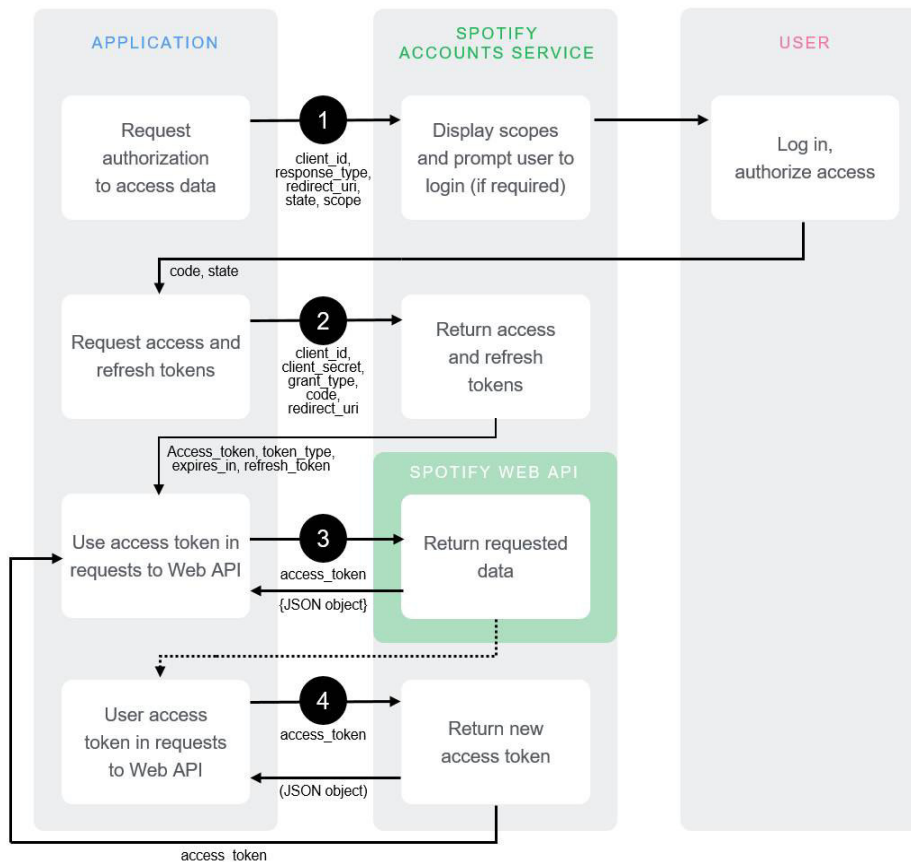 APPLICATION
SPOTIFY
ACCOUNTS SERVICE
USER
Request
authorization
to access data
1
client_id,
response_type,
redirect_uri,
state, scope
Display scopes
and prompt user to
login (if required)
Log in,
authorize access
code, state
Request access and
refresh tokens
2
client_id,
client_secret,
grant_type,
code,
redirect_uri
Return access
and refresh
tokens
Access_token, token_type,
expires_in, refresh_token
SPOTIFY WEB API
Use access token in
requests to Web API
3
access_token
{JSON object}
Return requested
data
User access
token in requests
to Web API
4
access_token
(JSON object)
Return new
access token
access_token